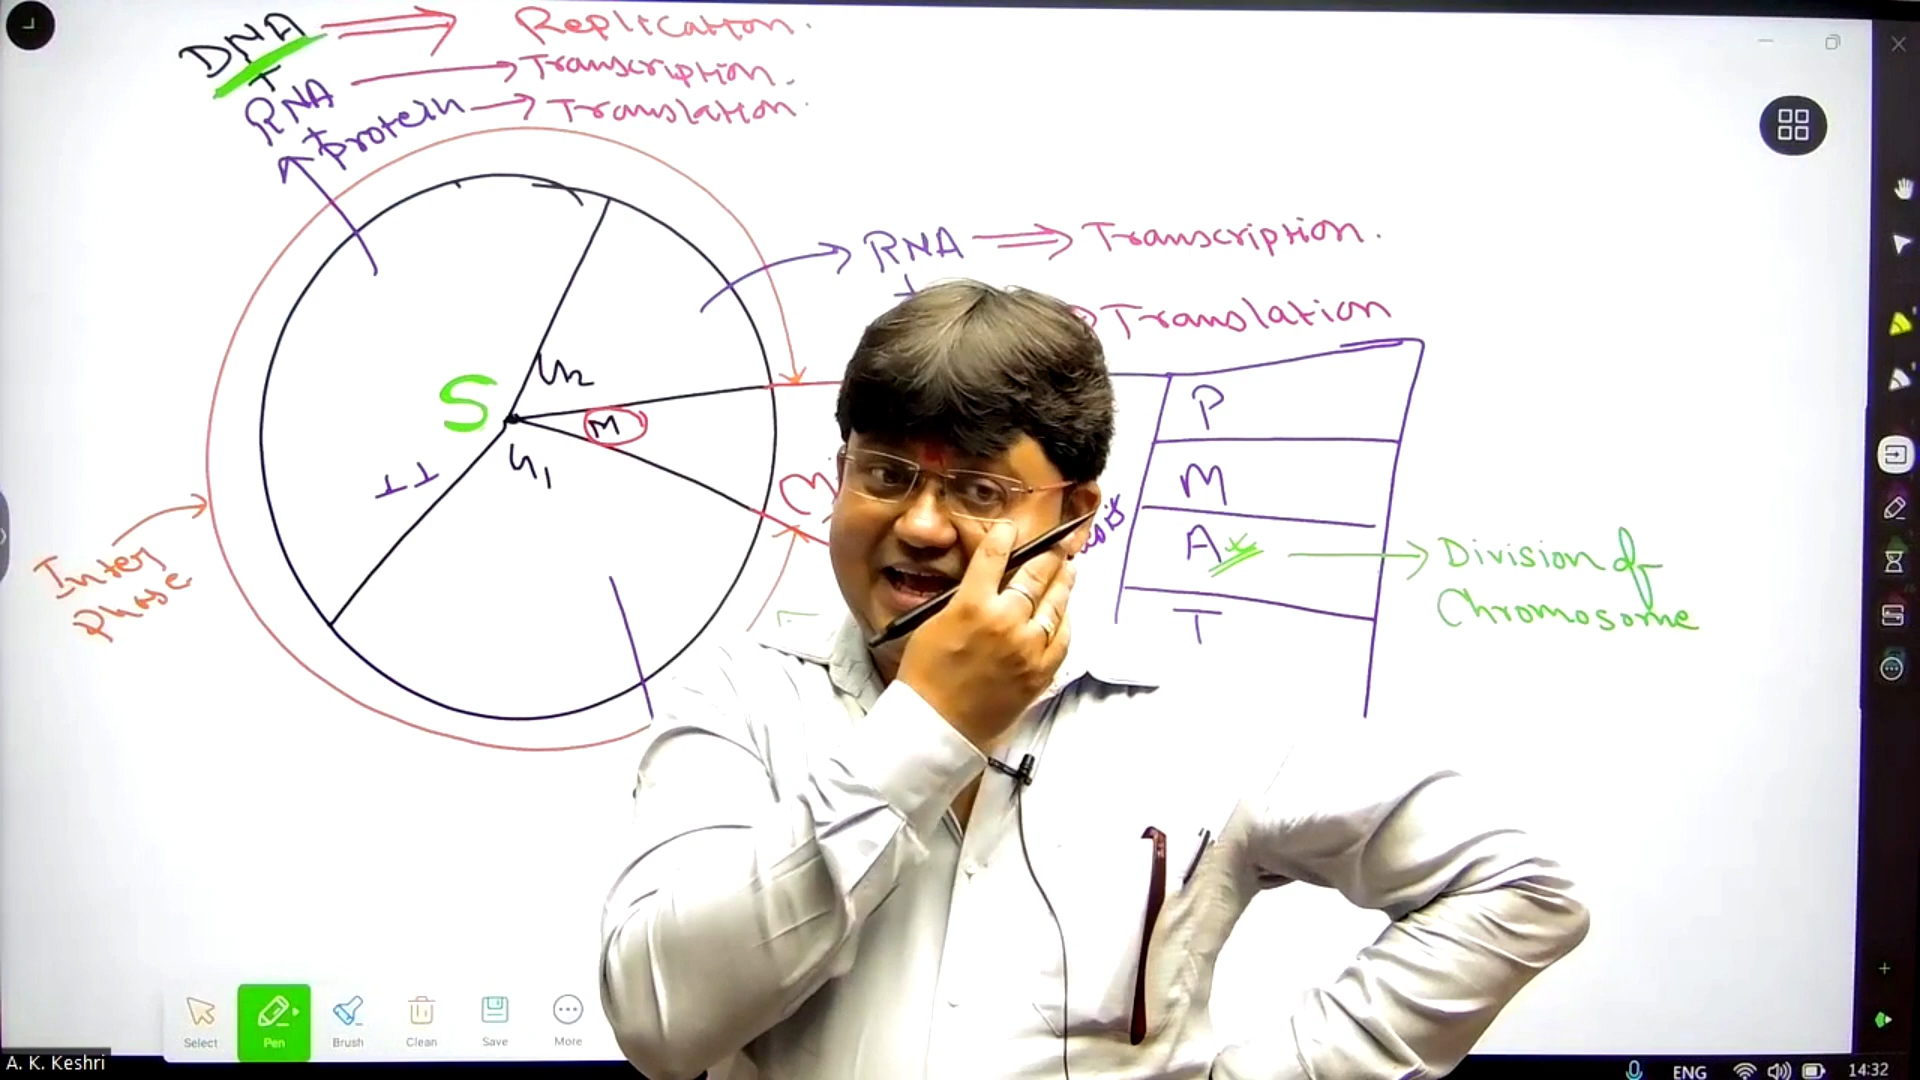 DNA ⇒ Replication.
+
RNA → Transcription.
+
Protein → Translation.
RNA ⇒ Transcription.
+
Translation
S
G2
M
G1
Inter
phase
P
M
A
T
→ Division of
Chromosome
Select
Pen
Brush
Clean
Save
More
A. K. Keshri
ENG
14:32